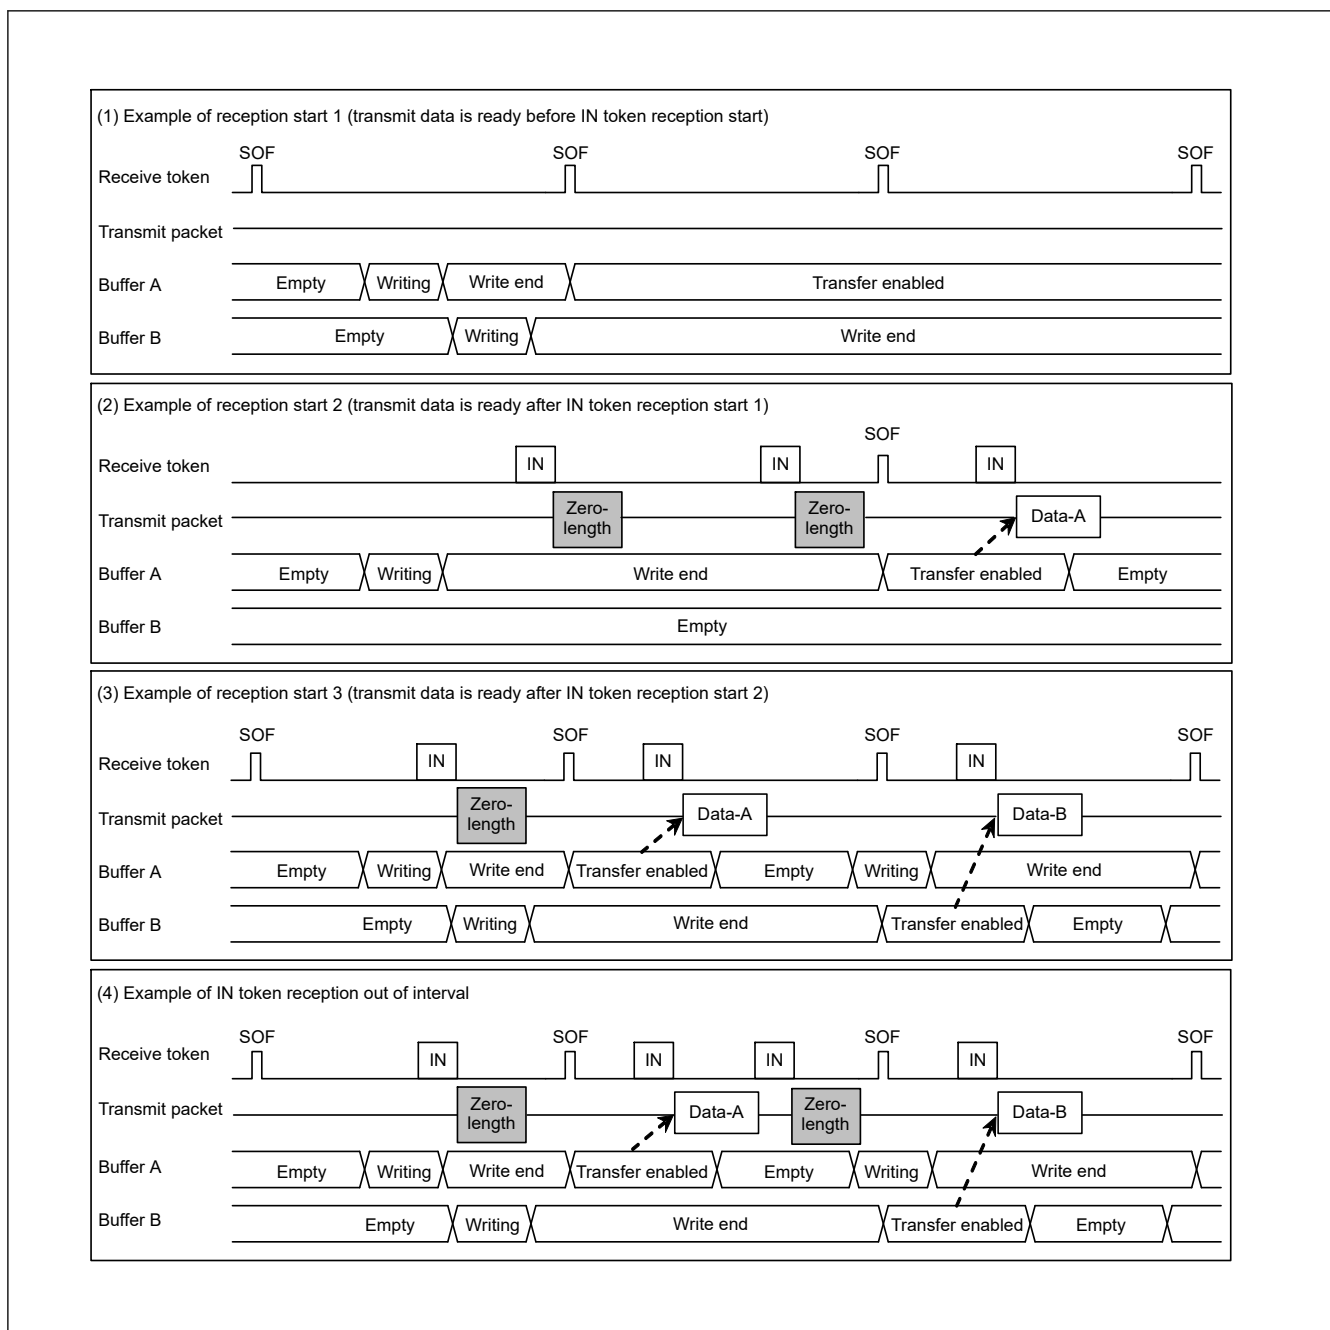 (1) Example of reception start 1 (transmit data is ready before IN token reception start)
SOF SOF SOF SOF
Receive token
Transmit packet
Buffer A Empty Writing Write end Transfer enabled
Buffer B Empty Writing Write end
(2) Example of reception start 2 (transmit data is ready after IN token reception start 1)
SOF
Receive token IN IN IN
Transmit packet Zero-length Zero-length Data-A
Buffer A Empty Writing Write end Transfer enabled Empty
Buffer B Empty
(3) Example of reception start 3 (transmit data is ready after IN token reception start 2)
SOF SOF SOF SOF
Receive token IN IN IN
Transmit packet Zero-length Data-A Data-B
Buffer A Empty Writing Write end Transfer enabled Empty Writing Write end
Buffer B Empty Writing Write end Transfer enabled Empty
(4) Example of IN token reception out of interval
SOF SOF SOF SOF
Receive token IN IN IN IN
Transmit packet Zero-length Data-A Zero-length Data-B
Buffer A Empty Writing Write end Transfer enabled Empty Writing Write end
Buffer B Empty Writing Write end Transfer enabled Empty